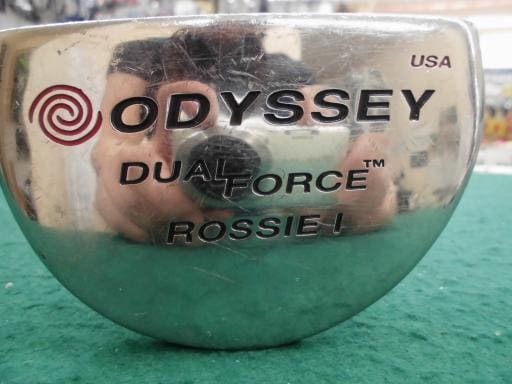 USA
ODYSSEY
DUAL FORCE™
ROSSIE I